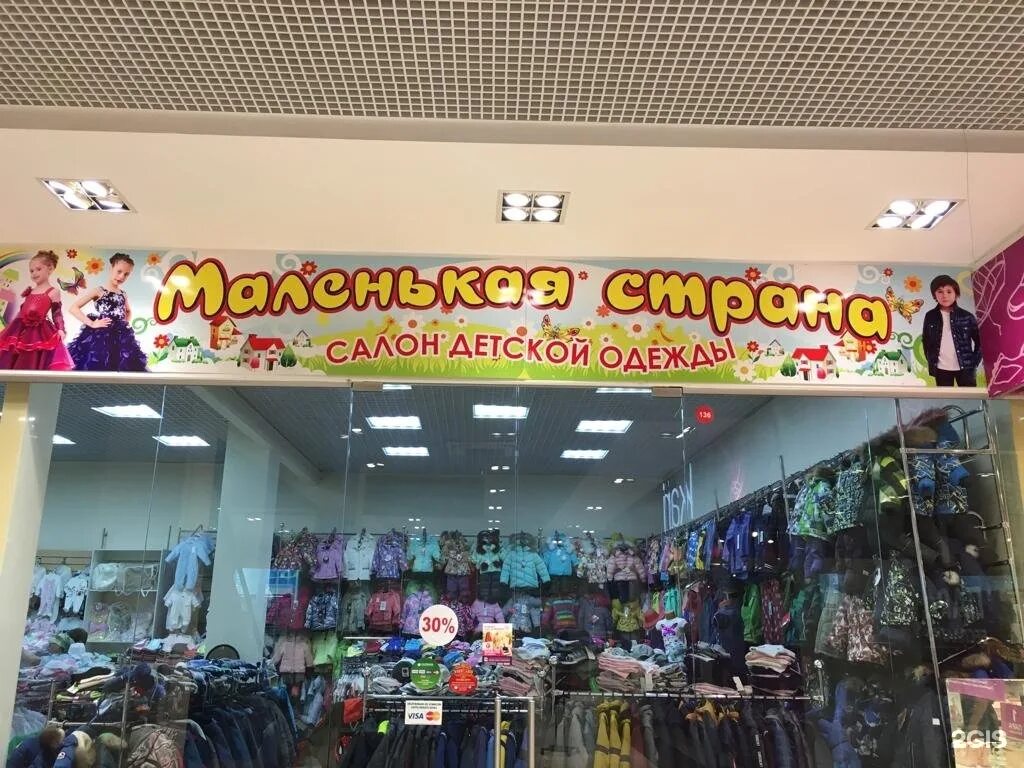 Маленькая страна
САЛОН ДЕТСКОЙ ОДЕЖДЫ
136
30%
VISA
2GIS